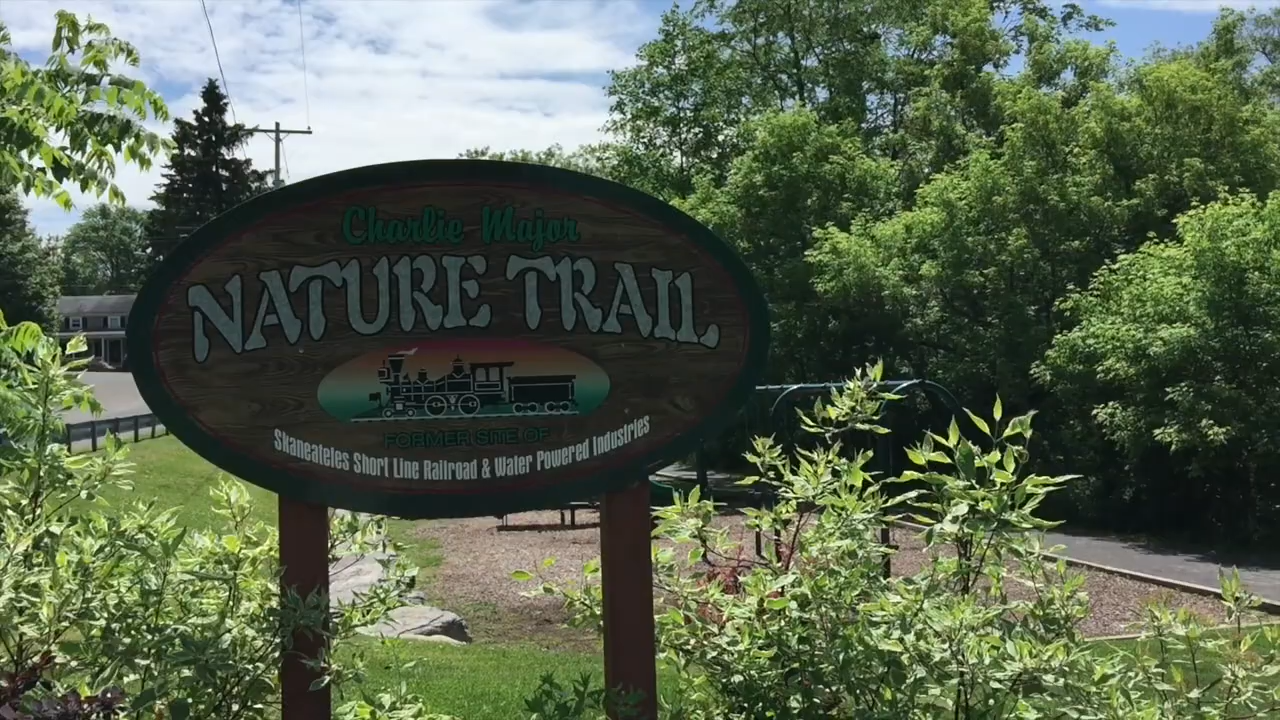 Charlie Major
NATURE TRAIL
FORMER SITE OF
Skaneateles Short Line Railroad & Water Powered Industries